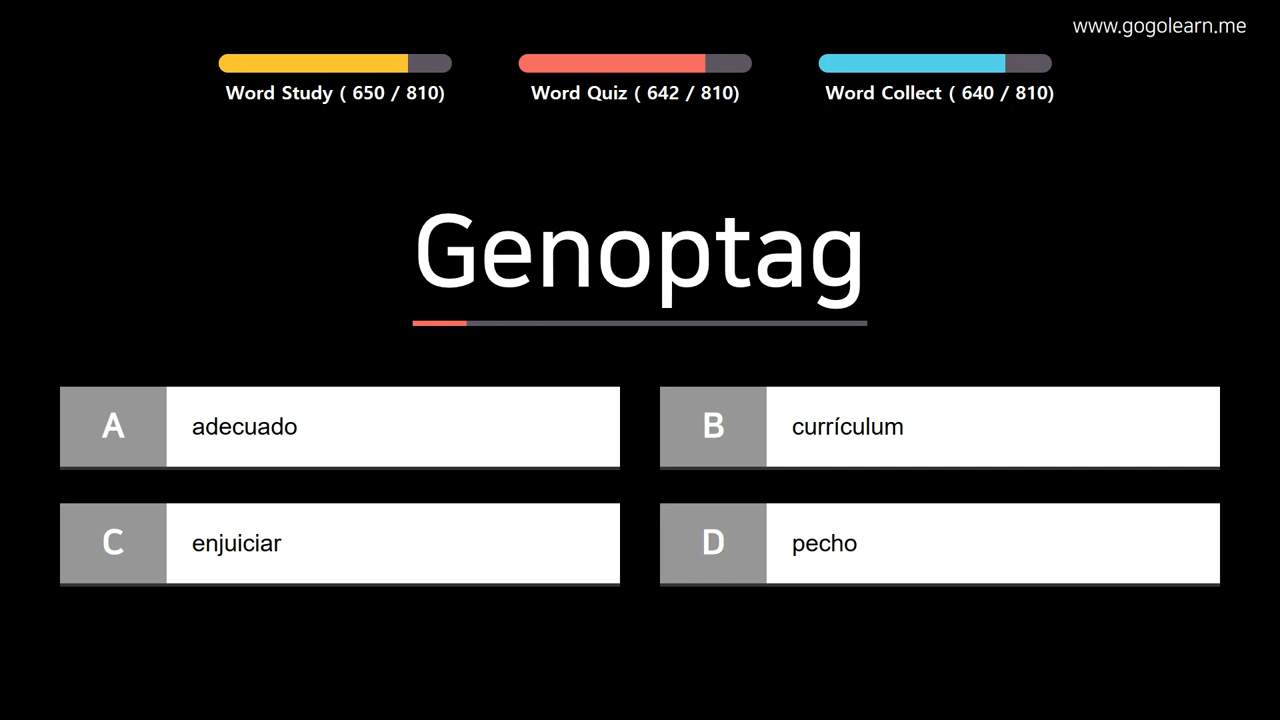 www.gogolearn.me
Word Study ( 650 / 810)
Word Quiz ( 642 / 810)
Word Collect ( 640 / 810)
Genoptag
A adecuado
B currículum
C enjuiciar
D pecho